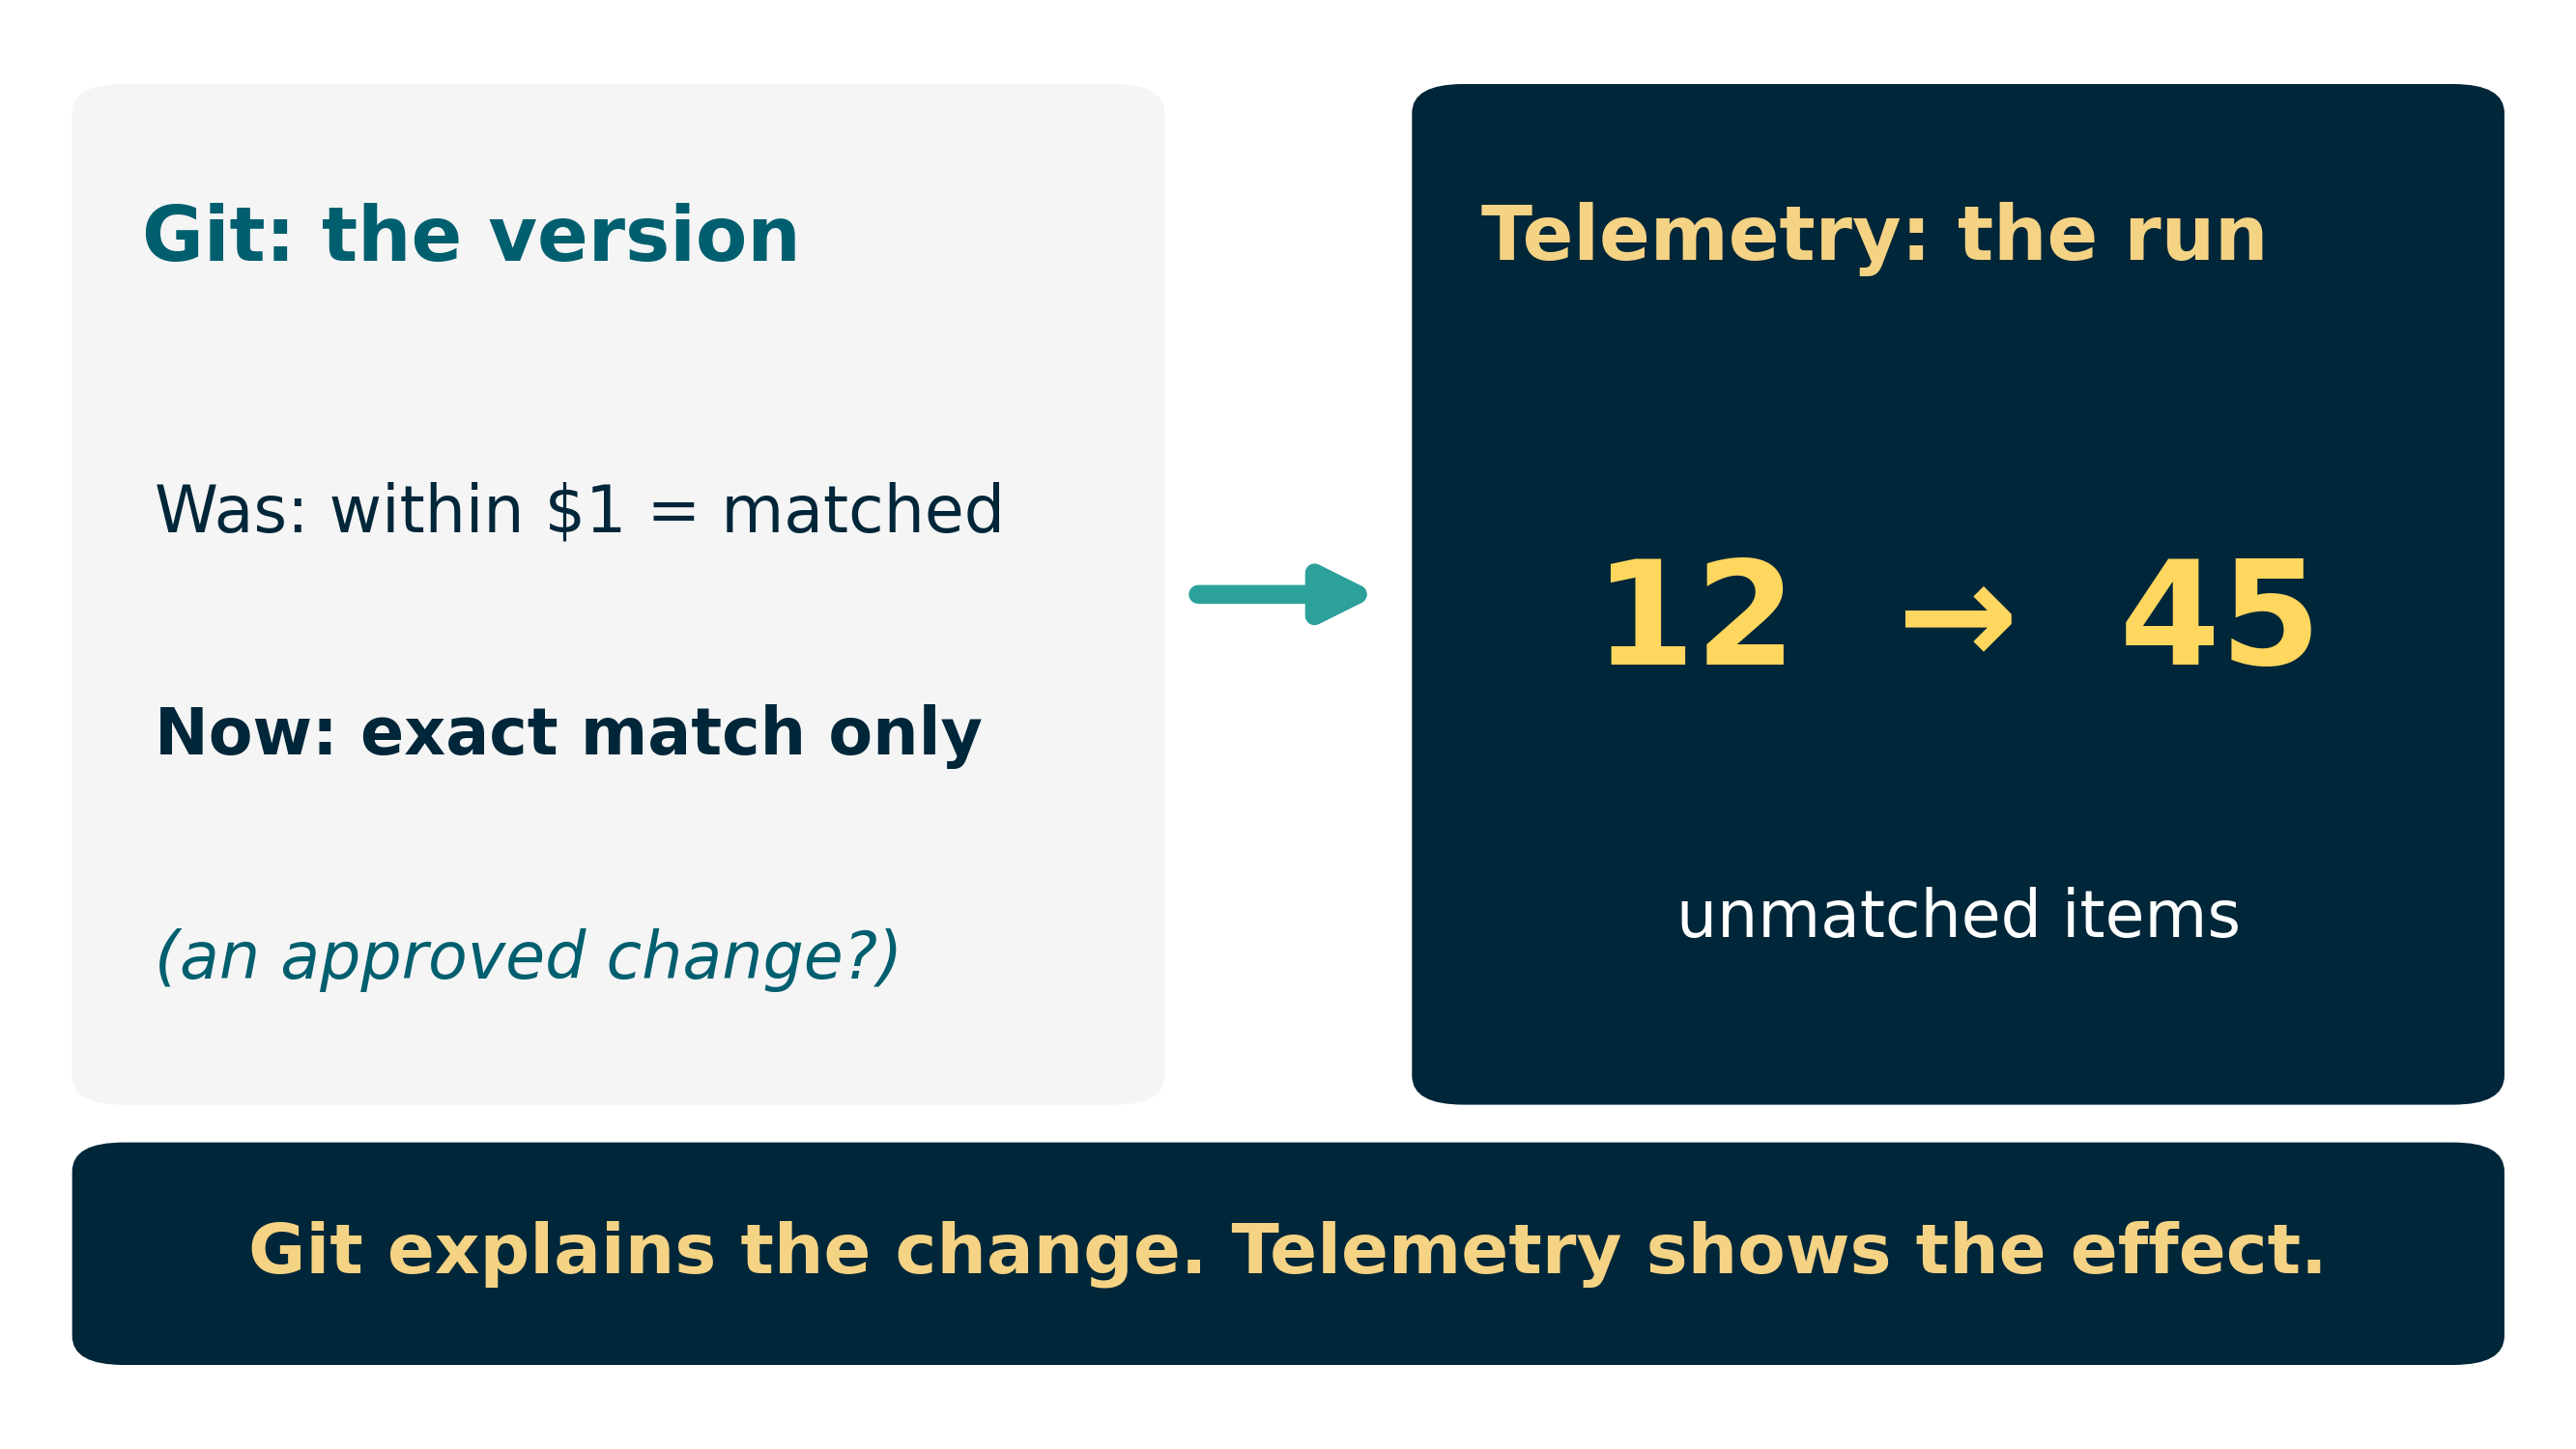 Git: the version
Was: within $1 = matched
Now: exact match only
(an approved change?)
Telemetry: the run
12 → 45
unmatched items
Git explains the change. Telemetry shows the effect.